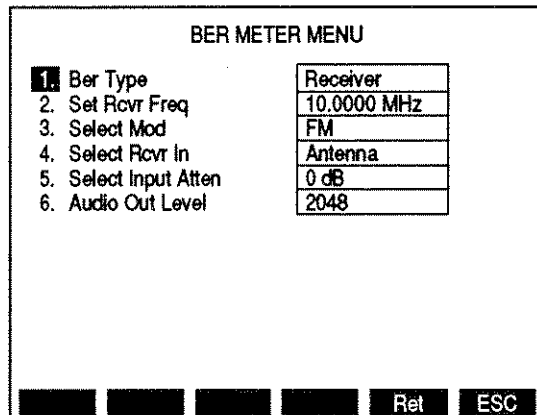 BER METER MENU
1. Ber Type Receiver
2. Set Rcvr Freq 10.0000 MHz
3. Select Mod FM
4. Select Rcvr In Antenna
5. Select Input Atten 0 dB
6. Audio Out Level 2048
Ret ESC